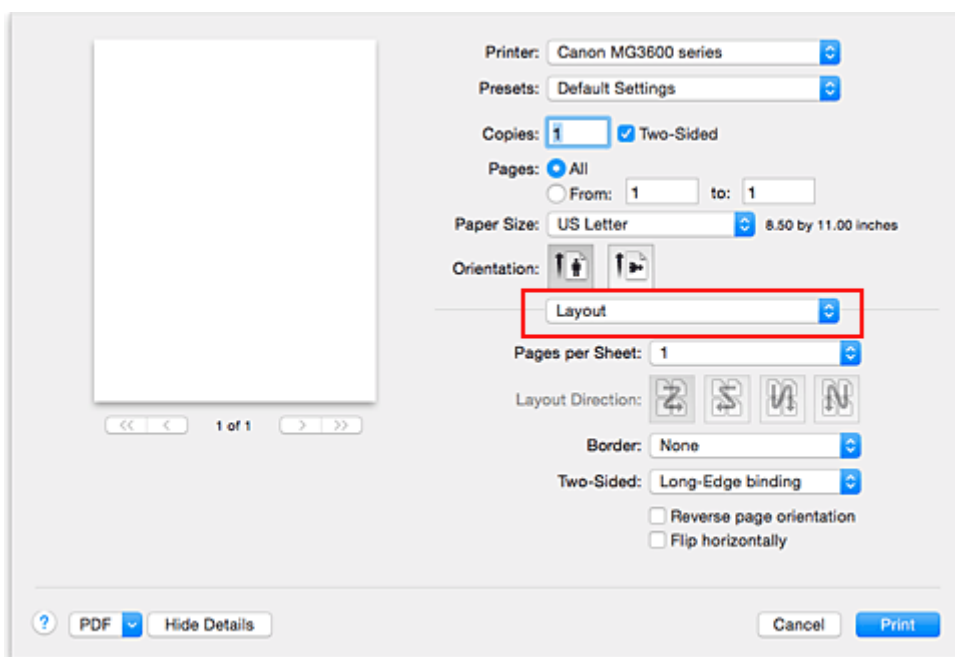 Printer: Canon MG3600 series
Presets: Default Settings
Copies: 1 Two-Sided
Pages: All
From: 1 to: 1
Paper Size: US Letter 8.50 by 11.00 inches
Orientation:
Layout
Pages per Sheet: 1
Layout Direction:
<< < 1 of 1 > >>
Border: None
Two-Sided: Long-Edge binding
Reverse page orientation
Flip horizontally
? PDF Hide Details Cancel Print